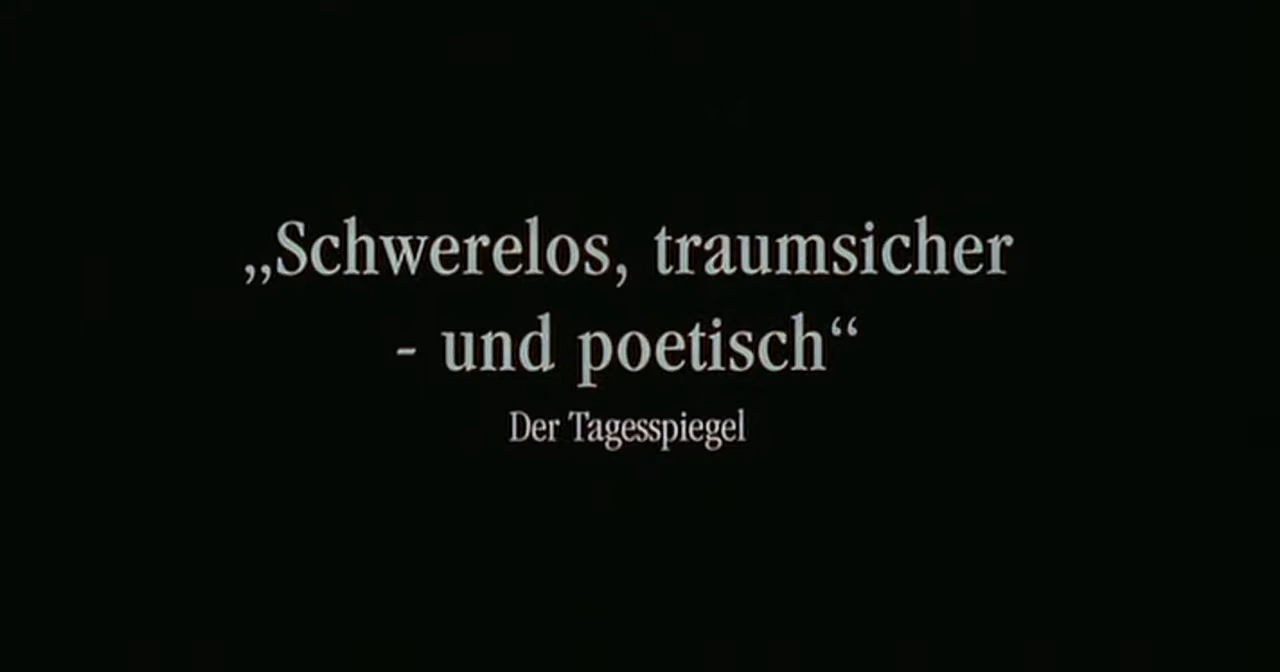 „Schwerelos, traumsicher
- und poetisch“
Der Tagesspiegel